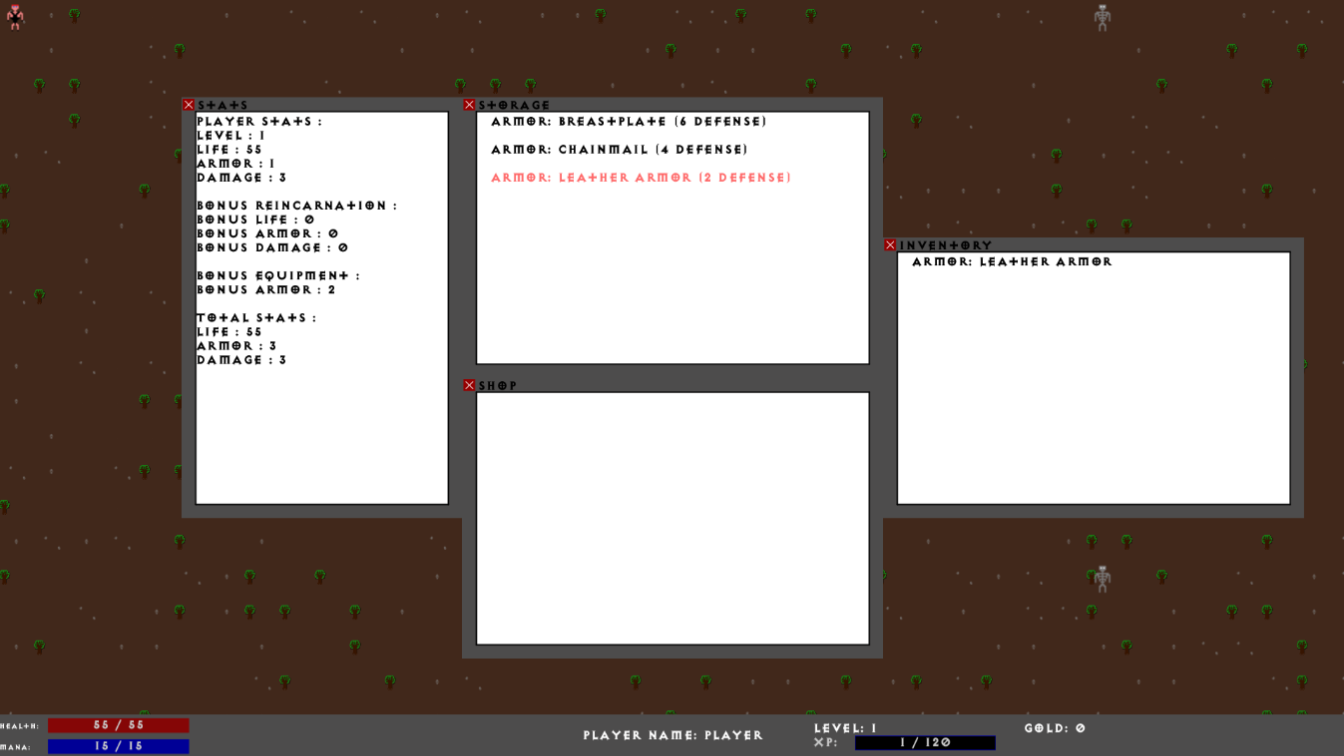 STATS
PLAYER STATS :
LEVEL : 1
LIFE : 55
ARMOR : 1
DAMAGE : 3
BONUS REINCARNATION :
BONUS LIFE : 0
BONUS ARMOR : 0
BONUS DAMAGE : 0
BONUS EQUIPMENT :
BONUS ARMOR : 2
TOTAL STATS :
LIFE : 55
ARMOR : 3
DAMAGE : 3
STORAGE
ARMOR: BREASTPLATE (6 DEFENSE)
ARMOR: CHAINMAIL (4 DEFENSE)
ARMOR: LEATHER ARMOR (2 DEFENSE)
SHOP
INVENTORY
ARMOR: LEATHER ARMOR
HEALTH: 55 / 55
MANA: 15 / 15
PLAYER NAME: PLAYER
LEVEL: 1
XP: 1 / 120
GOLD: 0